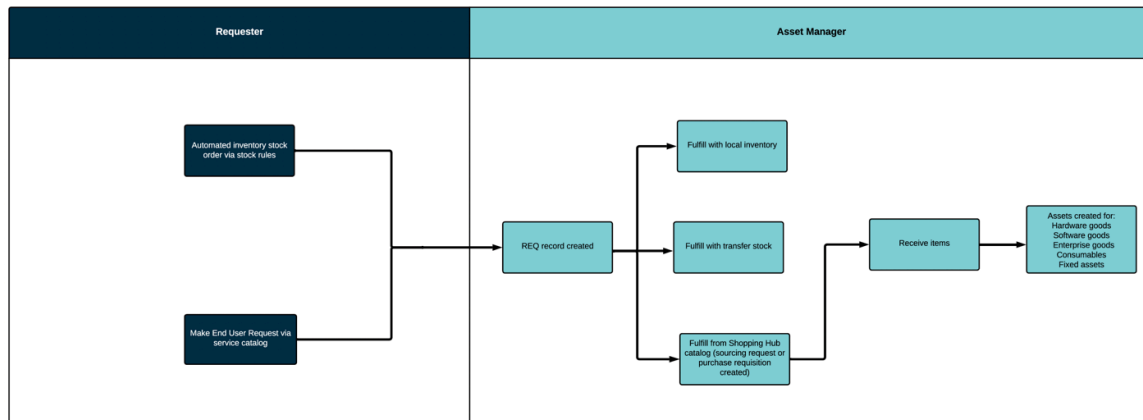 Requester
Asset Manager
Automated inventory stock
order via stock rules
Make End User Request via
service catalog
REQ record created
Fulfill with local inventory
Fulfill with transfer stock
Fulfill from Shopping Hub
catalog (sourcing request or
purchase requisition
created)
Receive items
Assets created for:
Hardware goods
Software goods
Enterprise goods
Consumables
Fixed assets